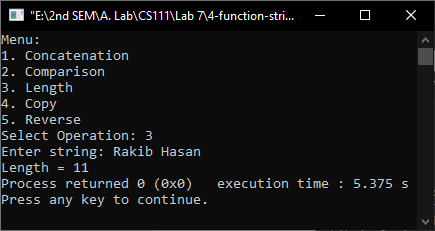 "E:\2nd SEM\A. Lab\CS111\Lab 7\4-function-stri...
Menu:
1. Concatenation
2. Comparison
3. Length
4. Copy
5. Reverse
Select Operation: 3
Enter string: Rakib Hasan
Length = 11
Process returned 0 (0x0)   execution time : 5.375 s
Press any key to continue.